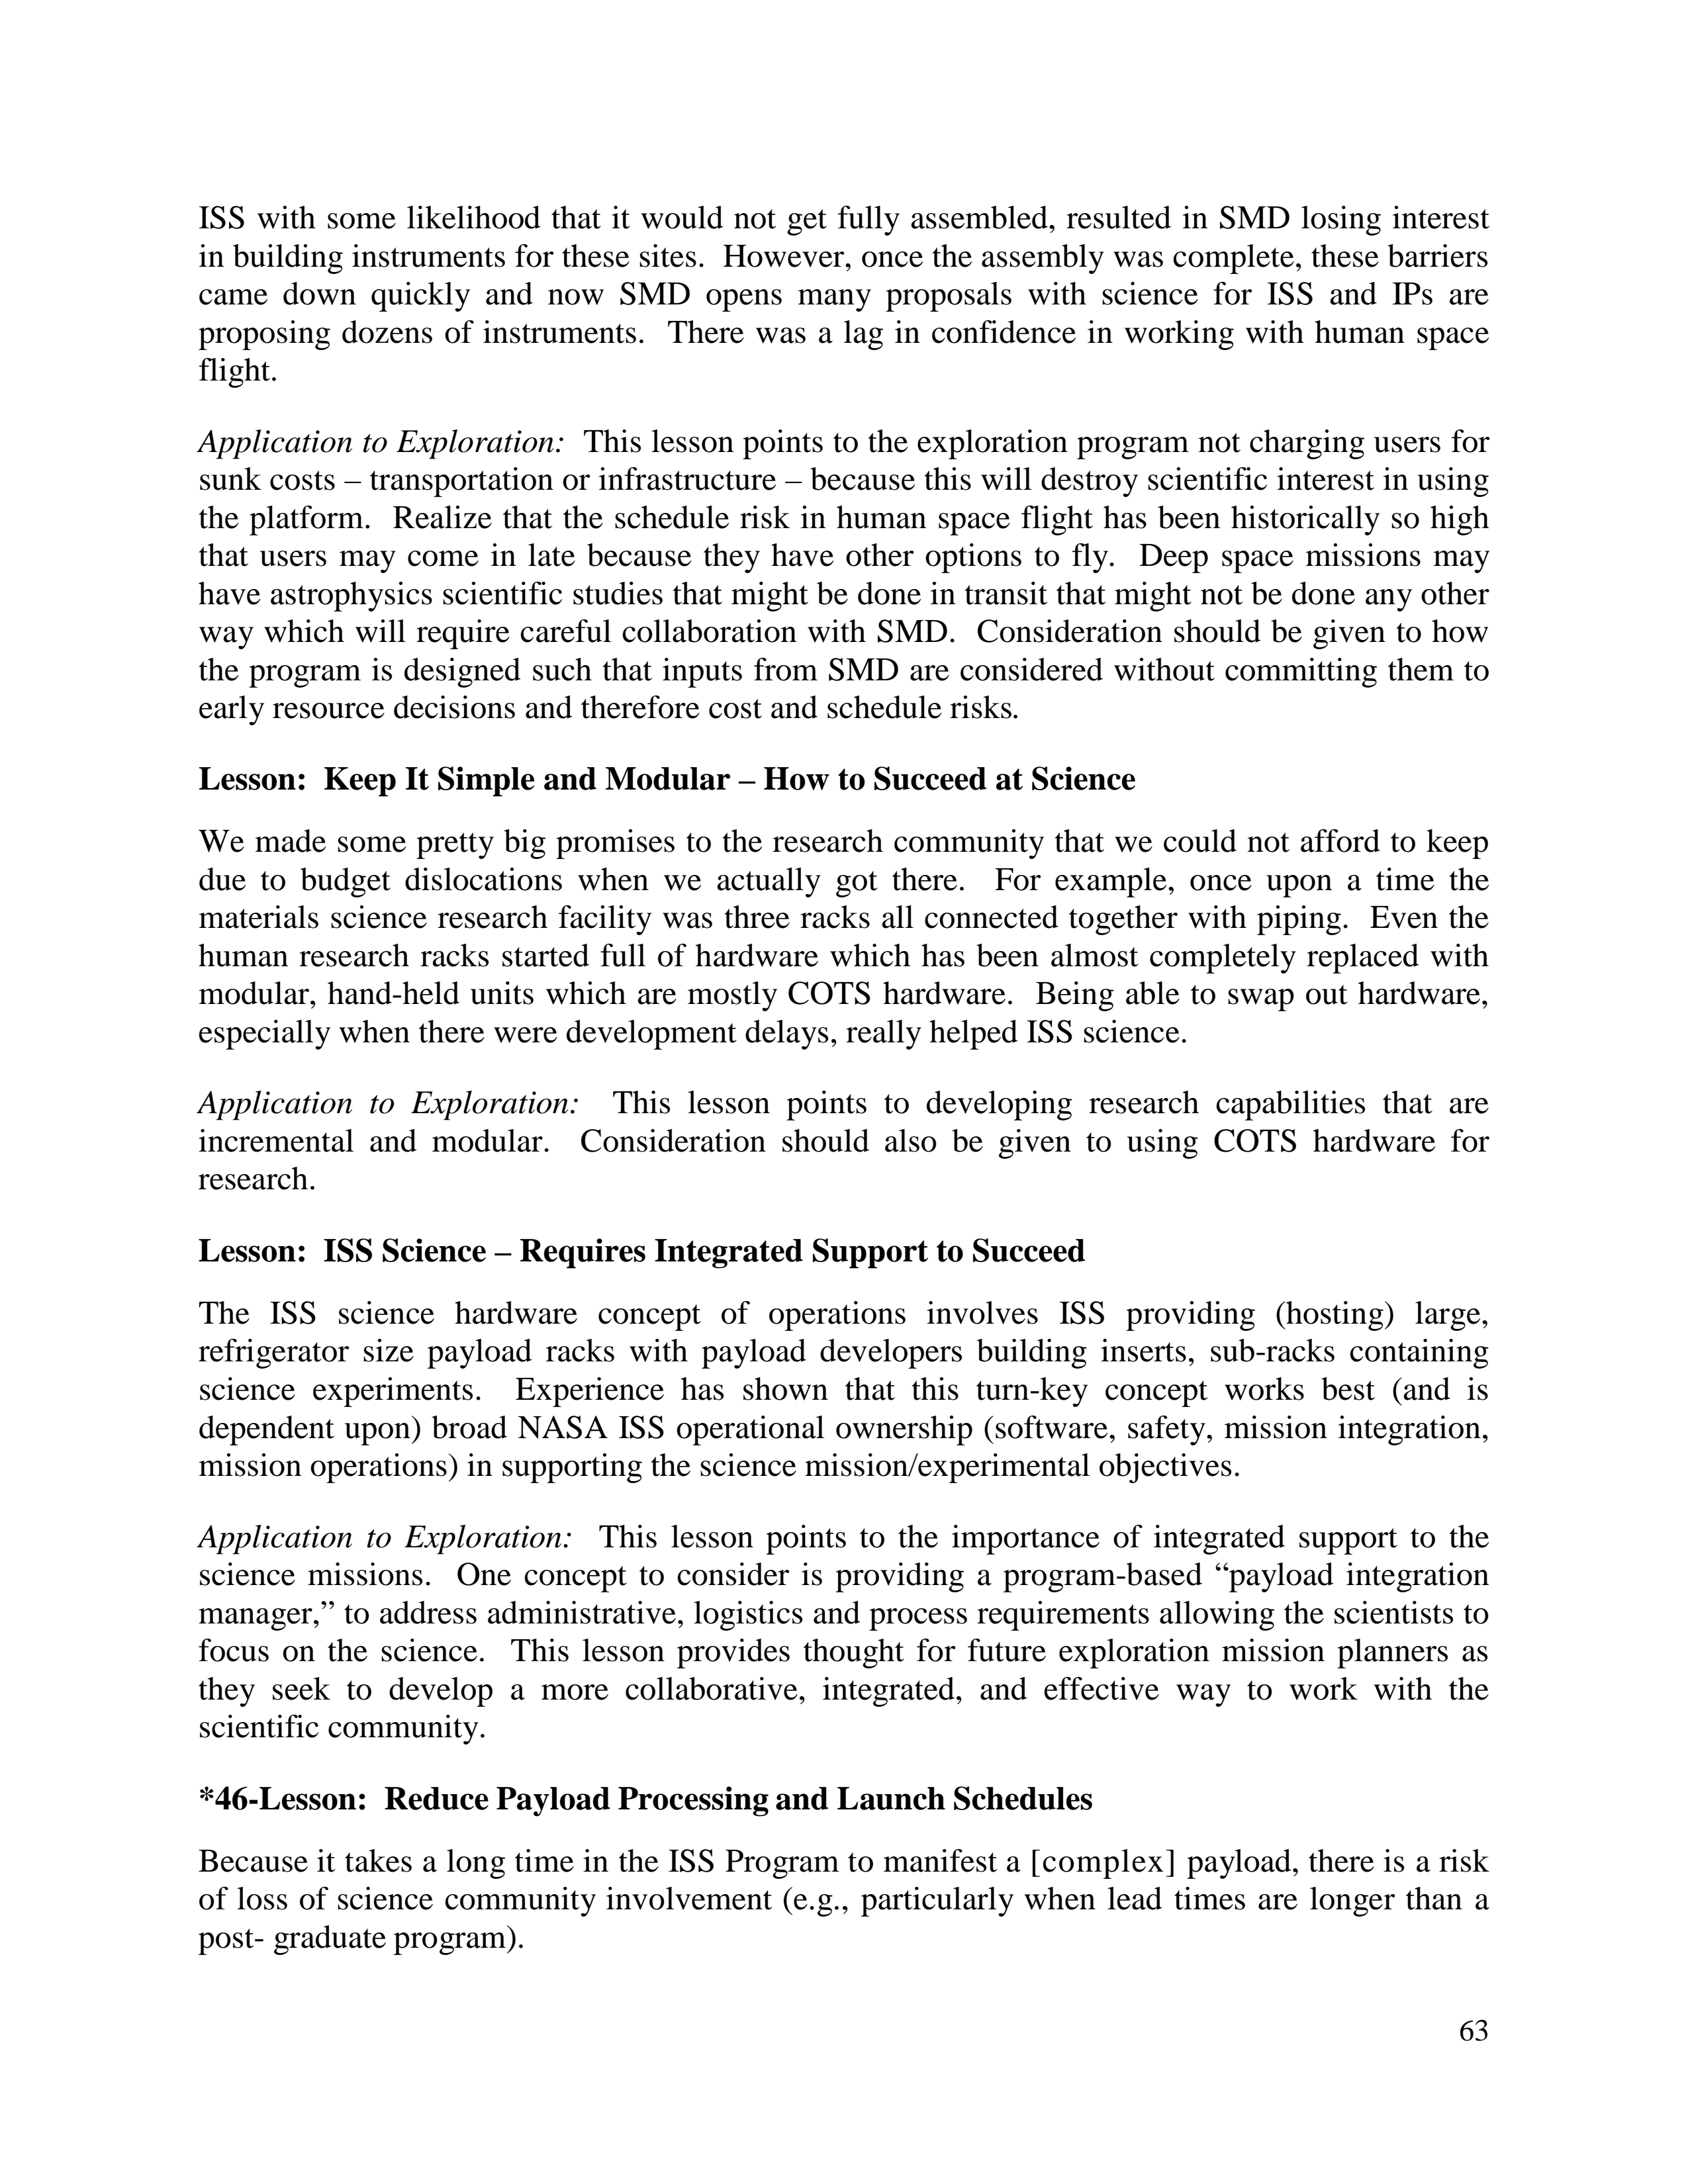 ISS with some likelihood that it would not get fully assembled, resulted in SMD losing interest
in building instruments for these sites.  However, once the assembly was complete, these barriers
came down quickly and now SMD opens many proposals with science for ISS and IPs are
proposing dozens of instruments.  There was a lag in confidence in working with human space
flight.
Application to Exploration:  This lesson points to the exploration program not charging users for
sunk costs – transportation or infrastructure – because this will destroy scientific interest in using
the platform.  Realize that the schedule risk in human space flight has been historically so high
that users may come in late because they have other options to fly.  Deep space missions may
have astrophysics scientific studies that might be done in transit that might not be done any other
way which will require careful collaboration with SMD.  Consideration should be given to how
the program is designed such that inputs from SMD are considered without committing them to
early resource decisions and therefore cost and schedule risks.
Lesson:  Keep It Simple and Modular – How to Succeed at Science
We made some pretty big promises to the research community that we could not afford to keep
due to budget dislocations when we actually got there.  For example, once upon a time the
materials science research facility was three racks all connected together with piping.  Even the
human research racks started full of hardware which has been almost completely replaced with
modular, hand-held units which are mostly COTS hardware.  Being able to swap out hardware,
especially when there were development delays, really helped ISS science.
Application to Exploration:  This lesson points to developing research capabilities that are
incremental and modular.  Consideration should also be given to using COTS hardware for
research.
Lesson:  ISS Science – Requires Integrated Support to Succeed
The ISS science hardware concept of operations involves ISS providing (hosting) large,
refrigerator size payload racks with payload developers building inserts, sub-racks containing
science experiments.  Experience has shown that this turn-key concept works best (and is
dependent upon) broad NASA ISS operational ownership (software, safety, mission integration,
mission operations) in supporting the science mission/experimental objectives.
Application to Exploration:  This lesson points to the importance of integrated support to the
science missions.  One concept to consider is providing a program-based “payload integration
manager,” to address administrative, logistics and process requirements allowing the scientists to
focus on the science.  This lesson provides thought for future exploration mission planners as
they seek to develop a more collaborative, integrated, and effective way to work with the
scientific community.
*46-Lesson:  Reduce Payload Processing and Launch Schedules
Because it takes a long time in the ISS Program to manifest a [complex] payload, there is a risk
of loss of science community involvement (e.g., particularly when lead times are longer than a
post- graduate program).
63